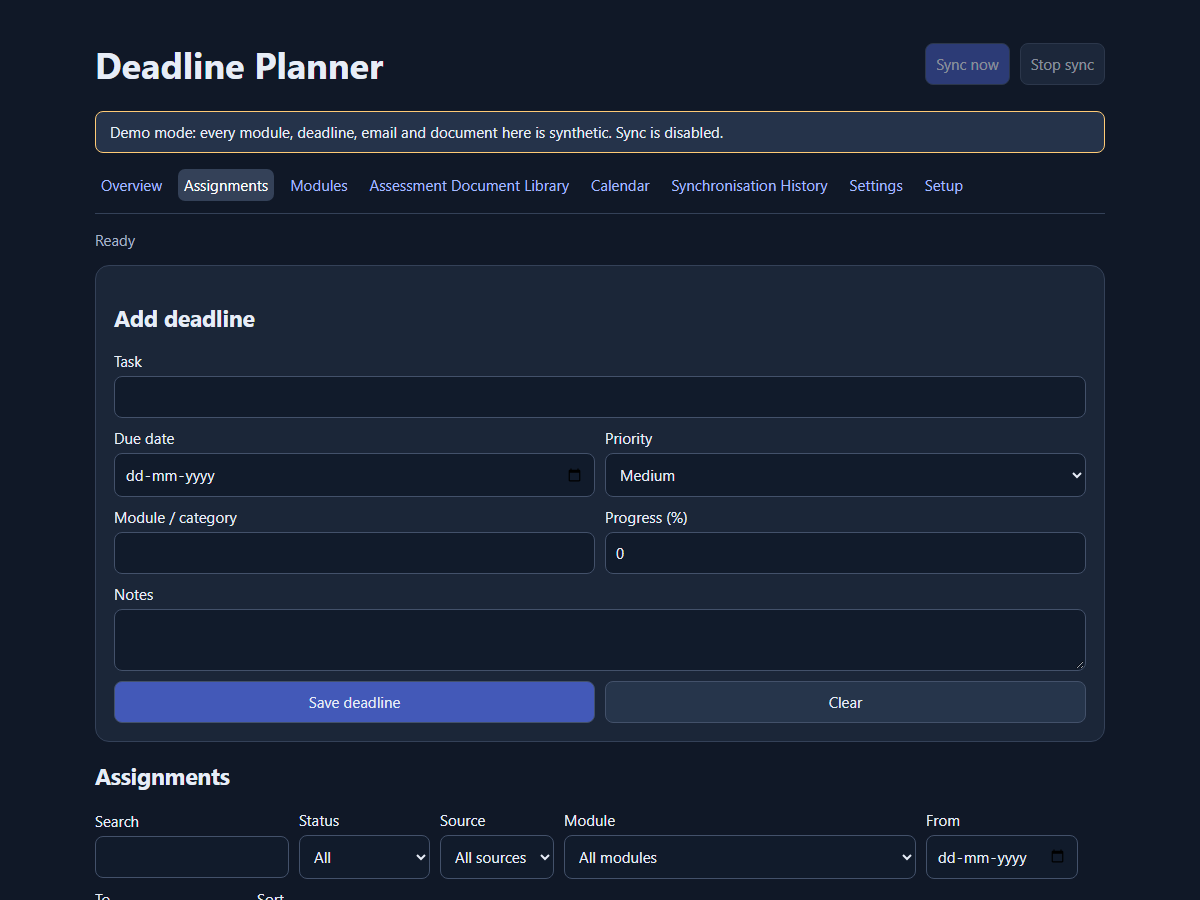 Deadline Planner
Sync now
Stop sync
Demo mode: every module, deadline, email and document here is synthetic. Sync is disabled.
Overview Assignments Modules Assessment Document Library Calendar Synchronisation History Settings Setup
Ready
Add deadline
Task
Due date Priority
dd-mm-yyyy Medium
Module / category Progress (%)
0
Notes
Save deadline Clear
Assignments
Search Status Source Module From
All All sources All modules dd-mm-yyyy
To Sort